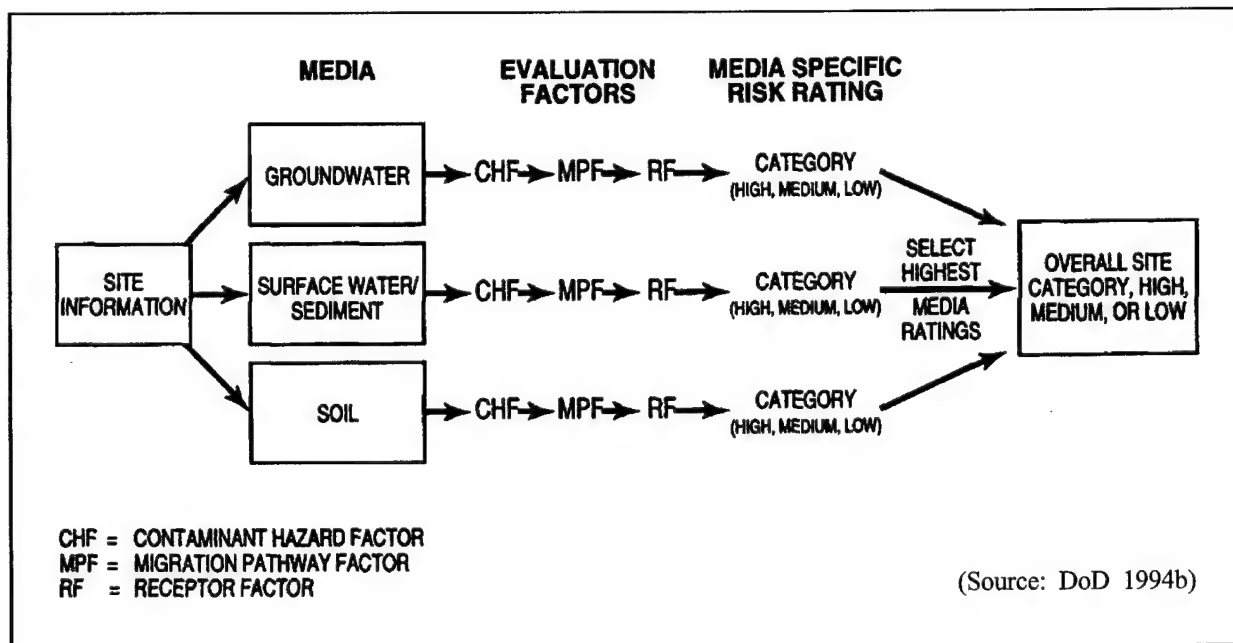 MEDIA
EVALUATION
FACTORS
MEDIA SPECIFIC
RISK RATING
GROUNDWATER
CHF
MPF
RF
CATEGORY
(HIGH, MEDIUM, LOW)
SITE
INFORMATION
SURFACE WATER/
SEDIMENT
CHF
MPF
RF
CATEGORY
(HIGH, MEDIUM, LOW)
SELECT
HIGHEST
MEDIA
RATINGS
OVERALL SITE
CATEGORY, HIGH,
MEDIUM, OR LOW
SOIL
CHF
MPF
RF
CATEGORY
(HIGH, MEDIUM, LOW)
CHF = CONTAMINANT HAZARD FACTOR
MPF = MIGRATION PATHWAY FACTOR
RF = RECEPTOR FACTOR
(Source: DoD 1994b)